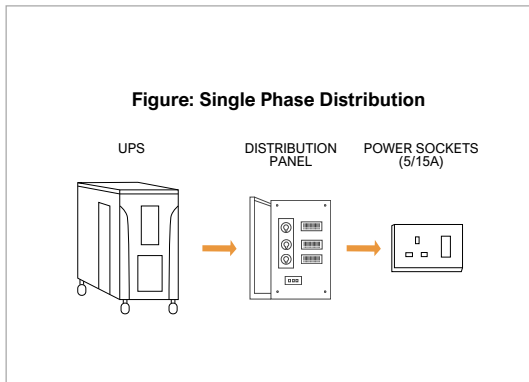 Figure: Single Phase Distribution
UPS
DISTRIBUTION
PANEL
POWER SOCKETS
(5/15A)